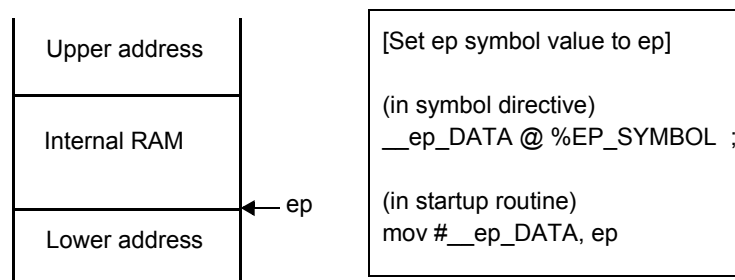 Upper address
Internal RAM
ep
Lower address
[Set ep symbol value to ep]
(in symbol directive)
__ep_DATA @ %EP_SYMBOL ;
(in startup routine)
mov #__ep_DATA, ep